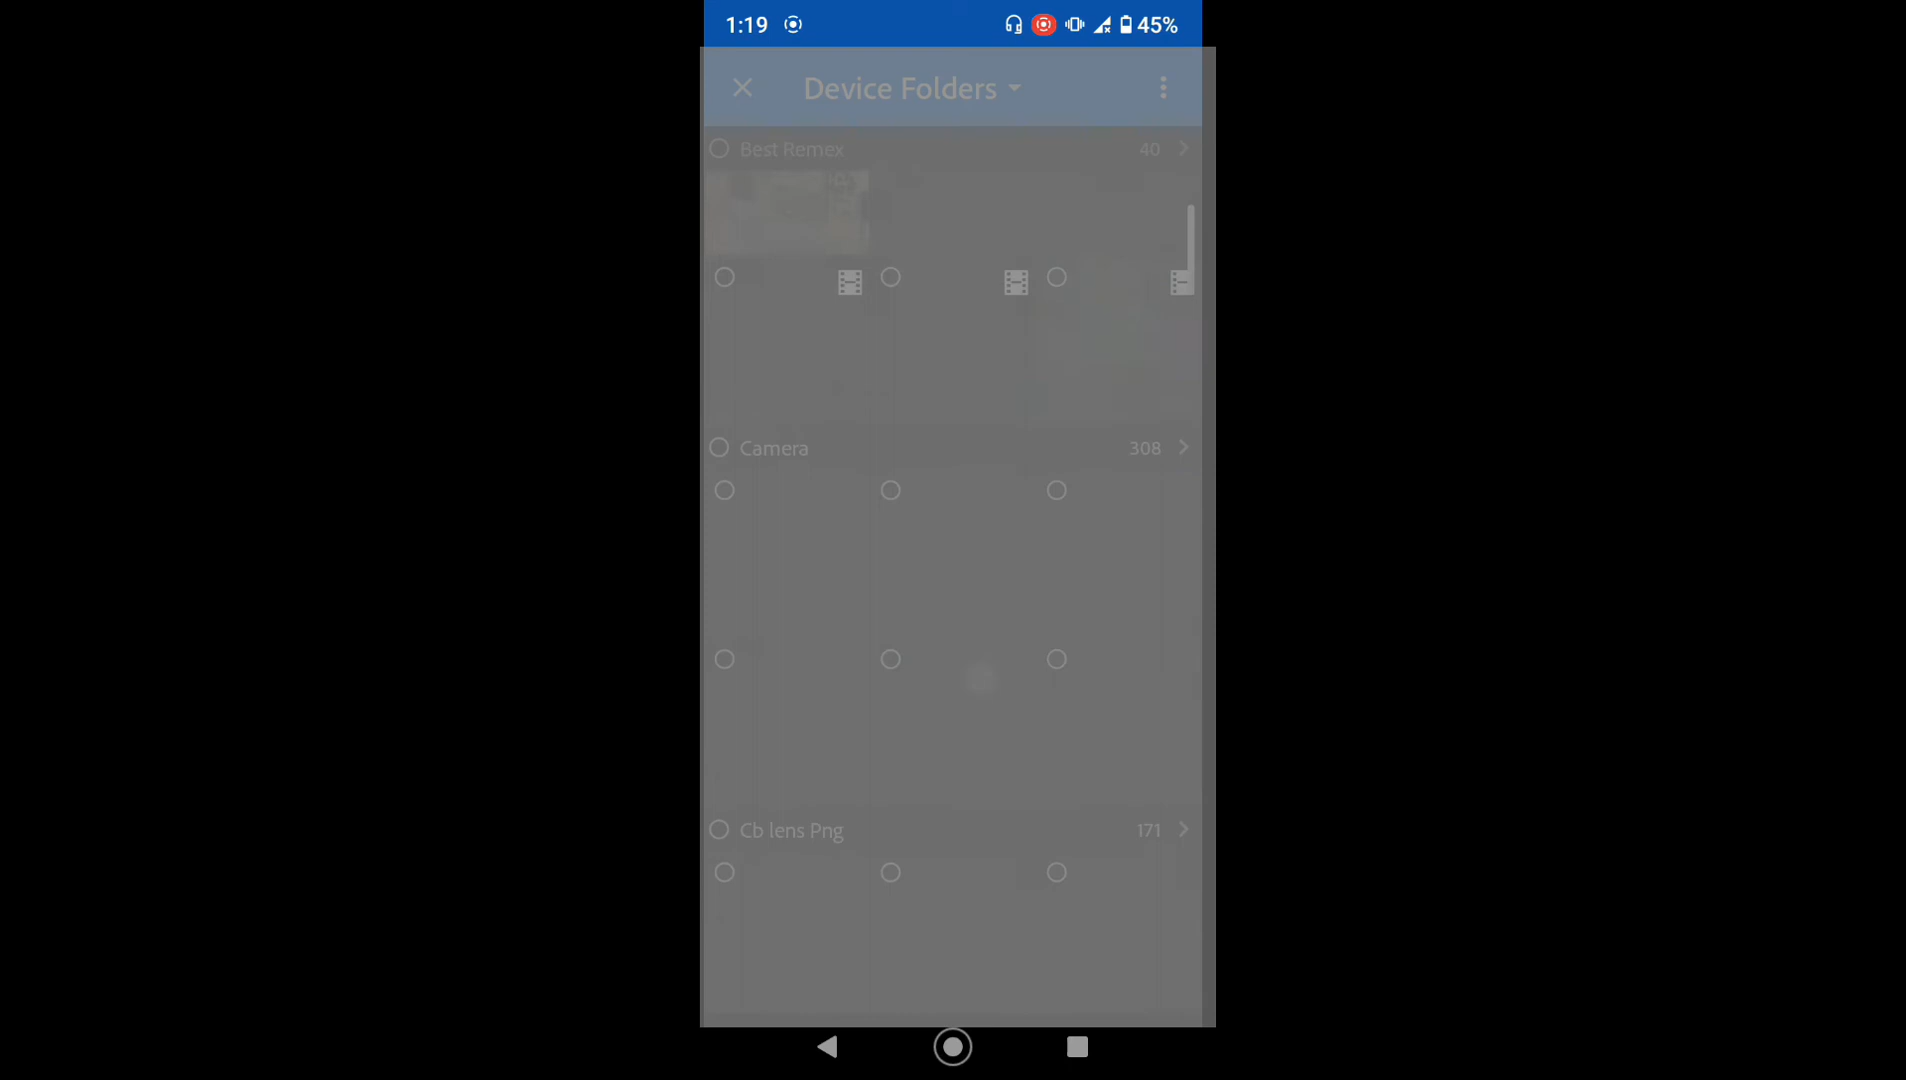 1:19 45%
Device Folders
Best Remex 40
Camera 308
Cb lens Png 171